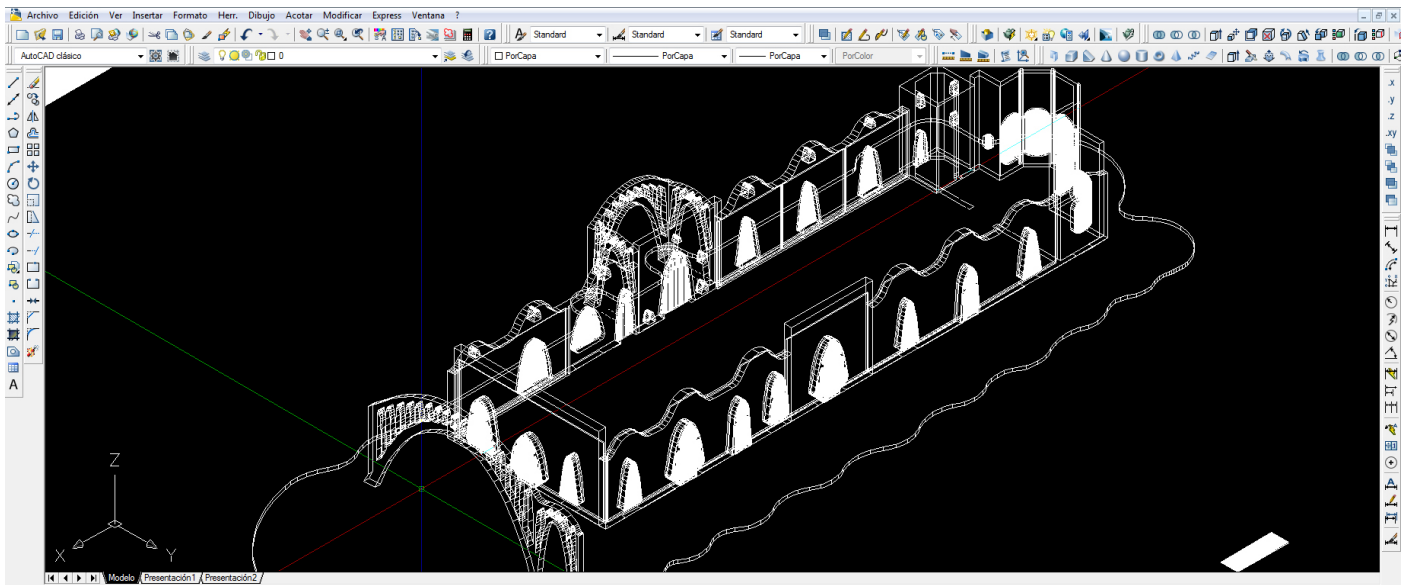 Archivo Edición Ver Insertar Formato Herr. Dibujo Acotar Modificar Express Ventana ?
Standard Standard Standard
AutoCAD clásico 0 PorCapa PorCapa PorCapa PorColor
.x
.y
.z
.xy
A
Z
X Y
Modelo Presentación1 Presentación2